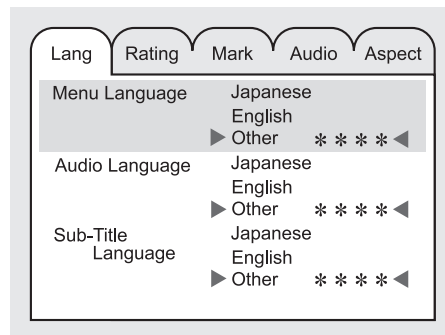 Lang Rating Mark Audio Aspect
Menu Language Japanese
English
Other ＊＊＊＊
Audio Language Japanese
English
Other ＊＊＊＊
Sub-Title Japanese
Language English
Other ＊＊＊＊